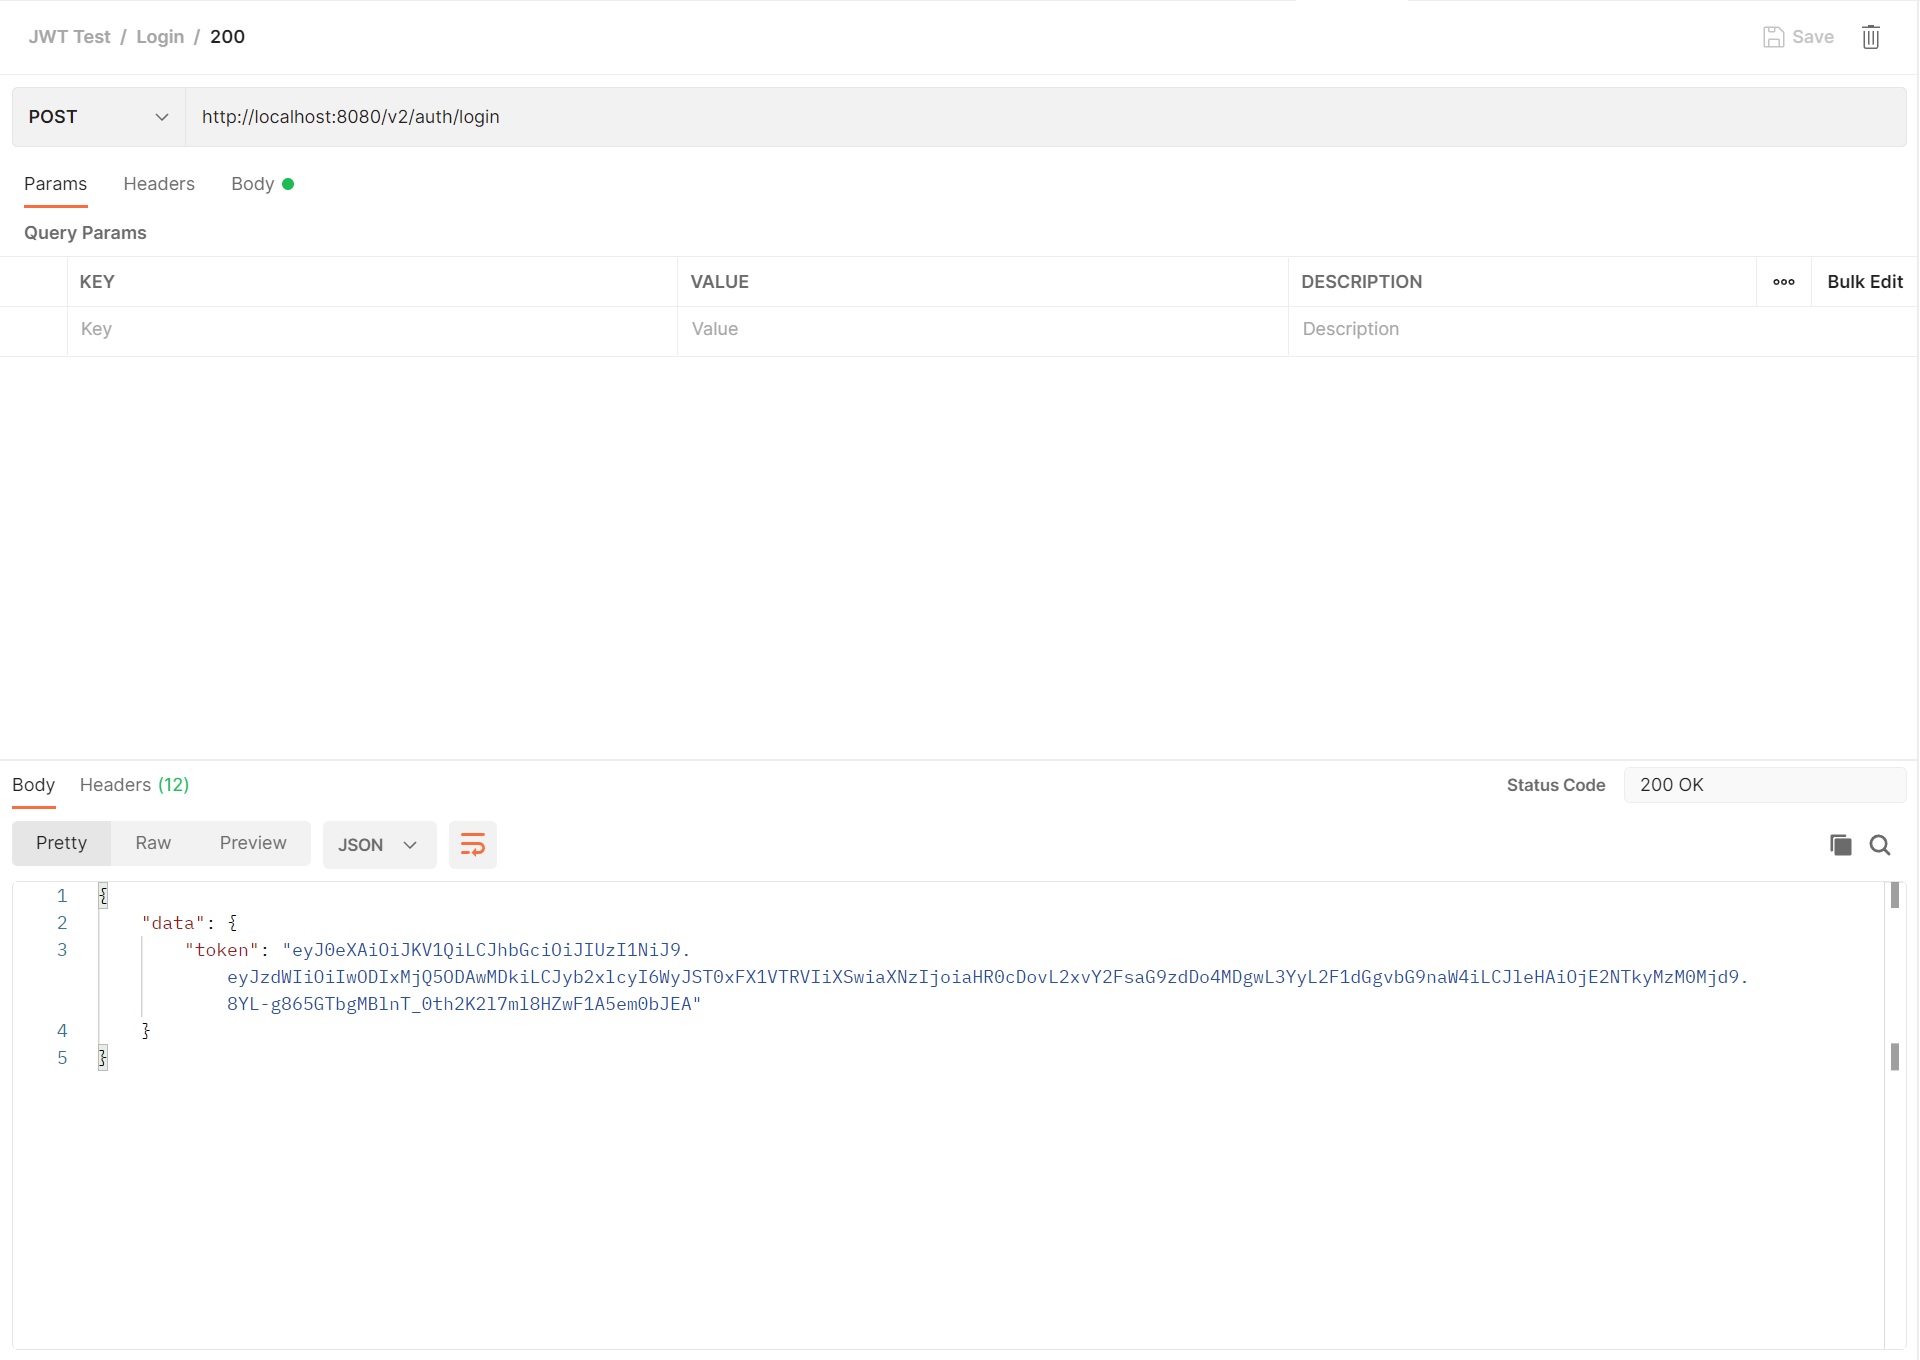 JWT Test / Login / 200
Save
POST
http://localhost:8080/v2/auth/login
Params Headers Body
Query Params
KEY VALUE DESCRIPTION ooo Bulk Edit
Key Value Description
Body Headers (12) Status Code 200 OK
Pretty Raw Preview JSON
1 {
2 "data": {
3 "token": "eyJ0eXAiOiJKV1QiLCJhbGciOiJIUzI1NiJ9.
eyJzdWIiOiIwODIxMjQ5ODAwMDkiLCJyb2xlcyI6WyJST0xFX1VTRVIiXSwiaXNzIjoiaHR0cDovL2xvY2FsaG9zdDo4MDgwL3YyL2F1dGgvbG9naW4iLCJleHAiOjE2NTkyMzM0Mjd9.
8YL-g865GTbgMBlnT_0th2K2l7ml8HZwF1A5em0bJEA"
4 }
5 }